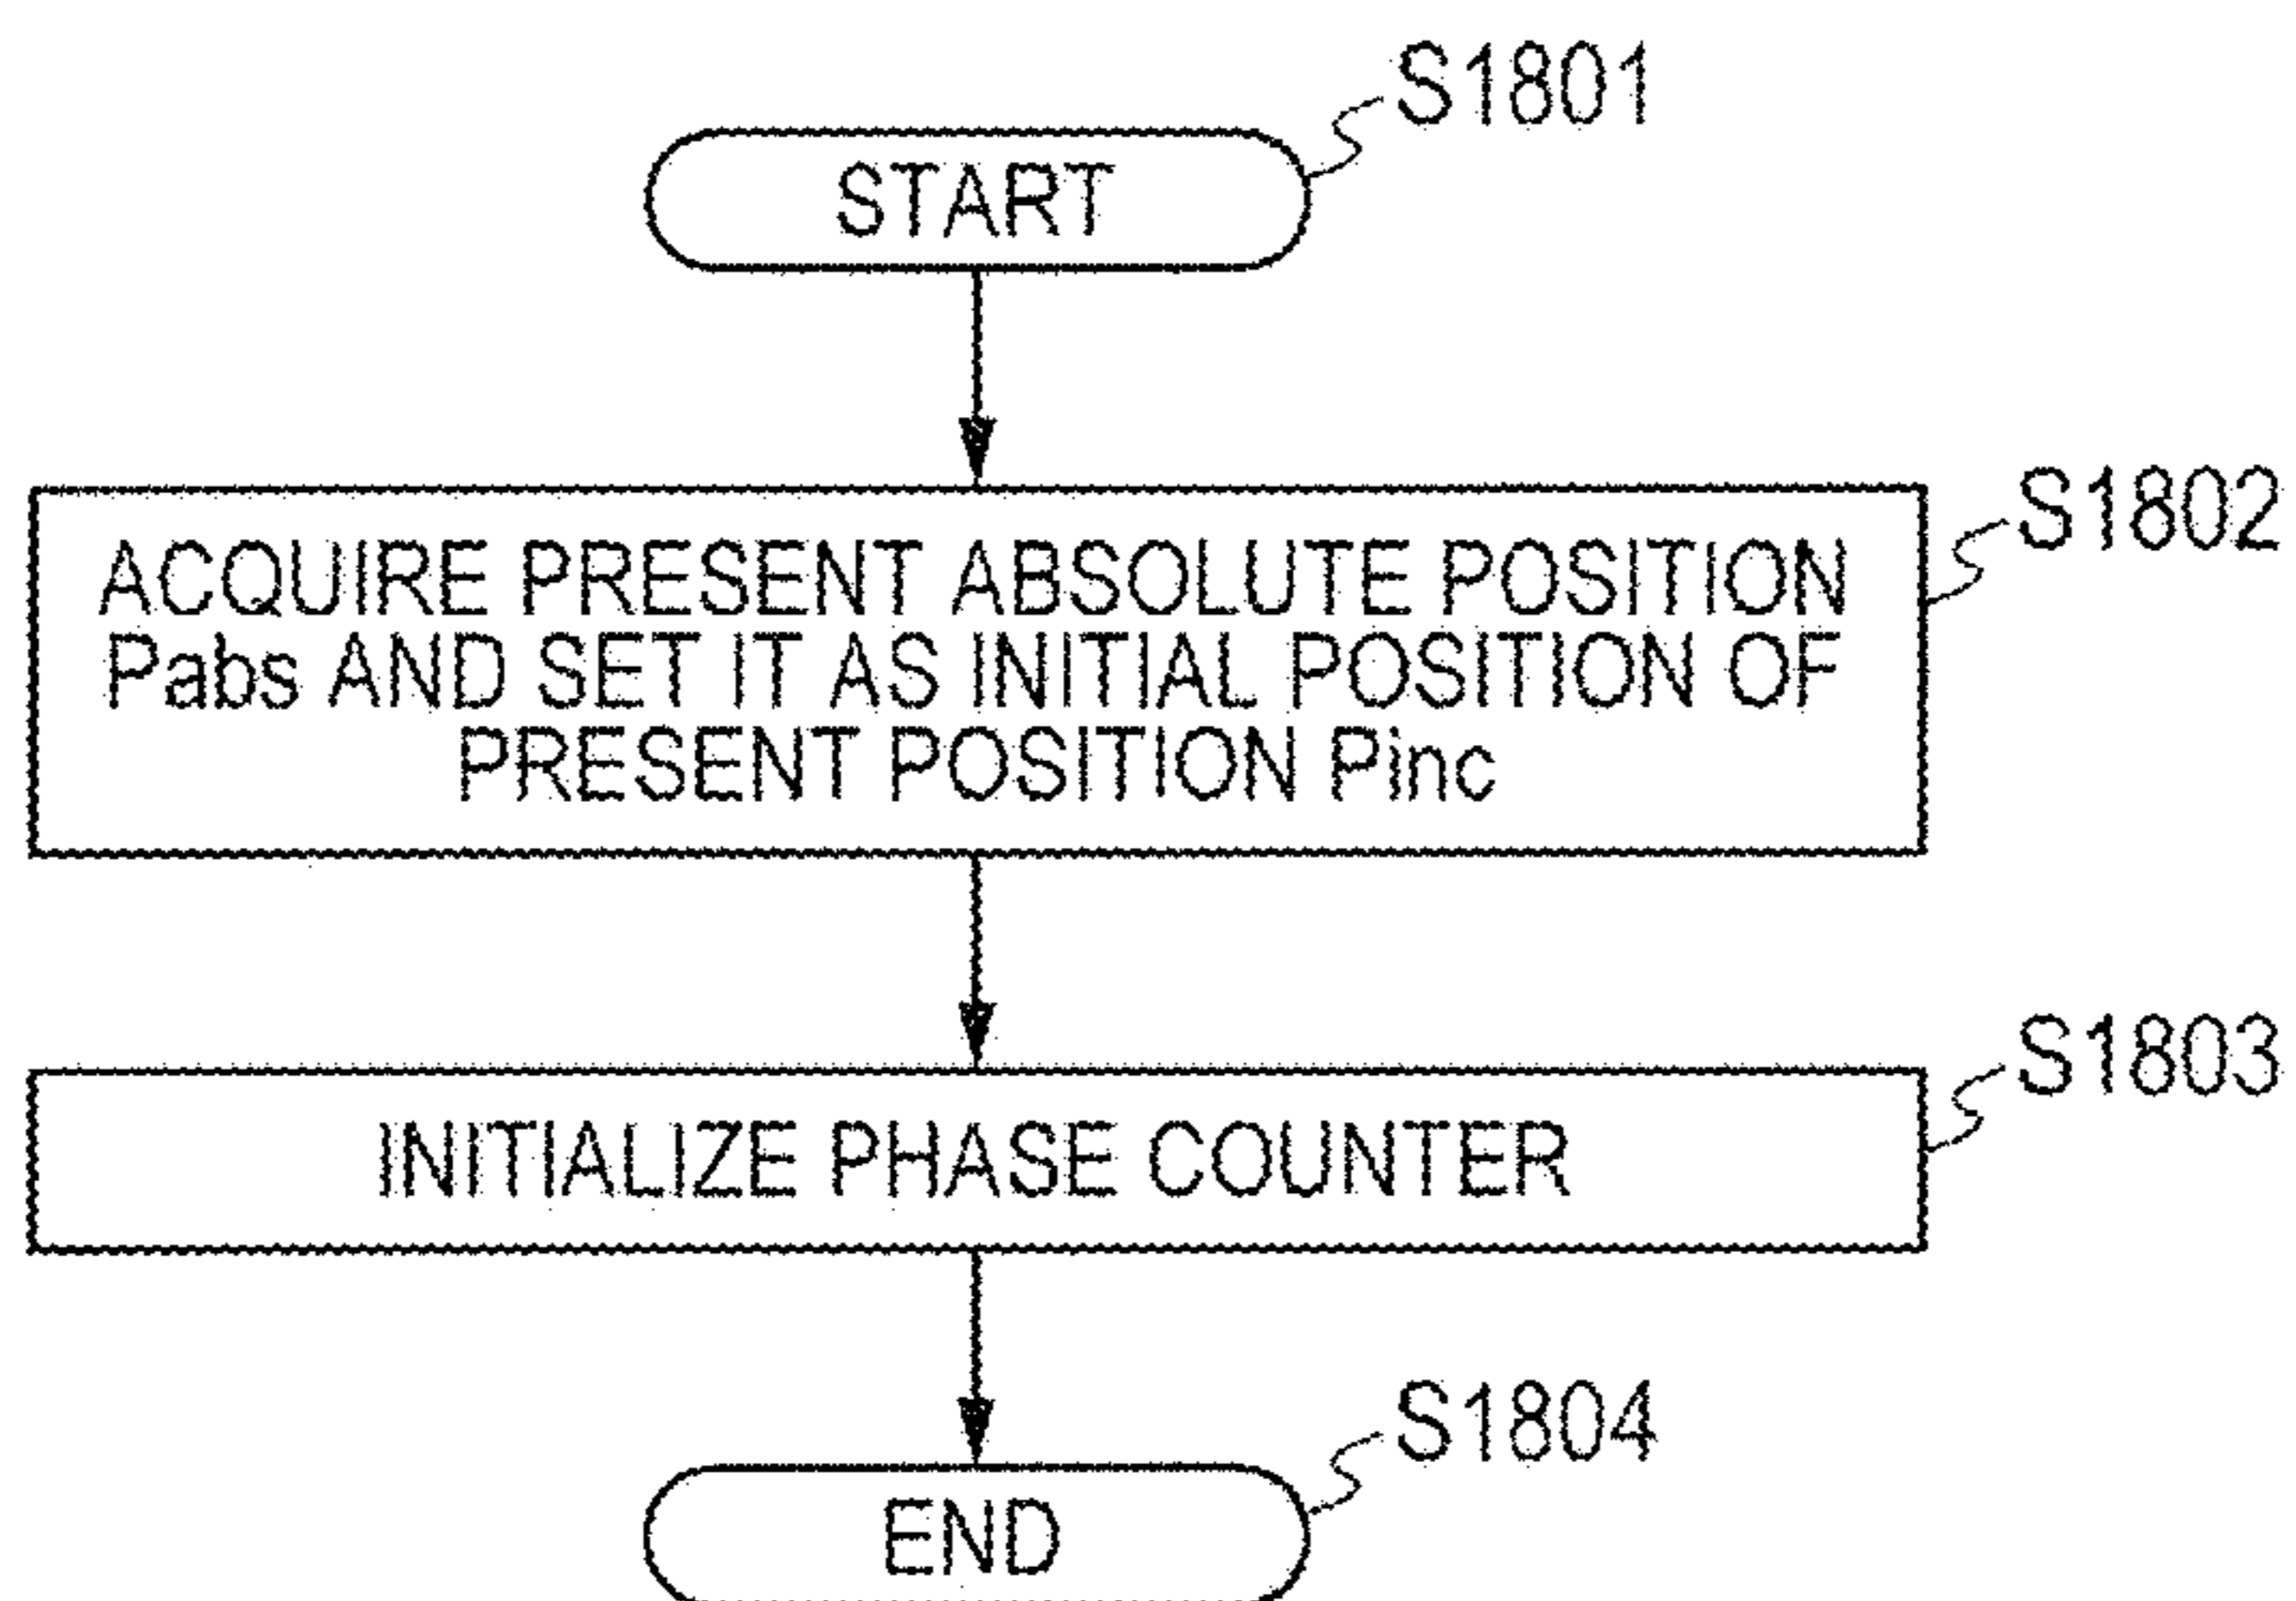 S1801
START
S1802
ACQUIRE PRESENT ABSOLUTE POSITION
Pabs AND SET IT AS INITIAL POSITION OF
PRESENT POSITION Pinc
S1803
INITIALIZE PHASE COUNTER
S1804
END